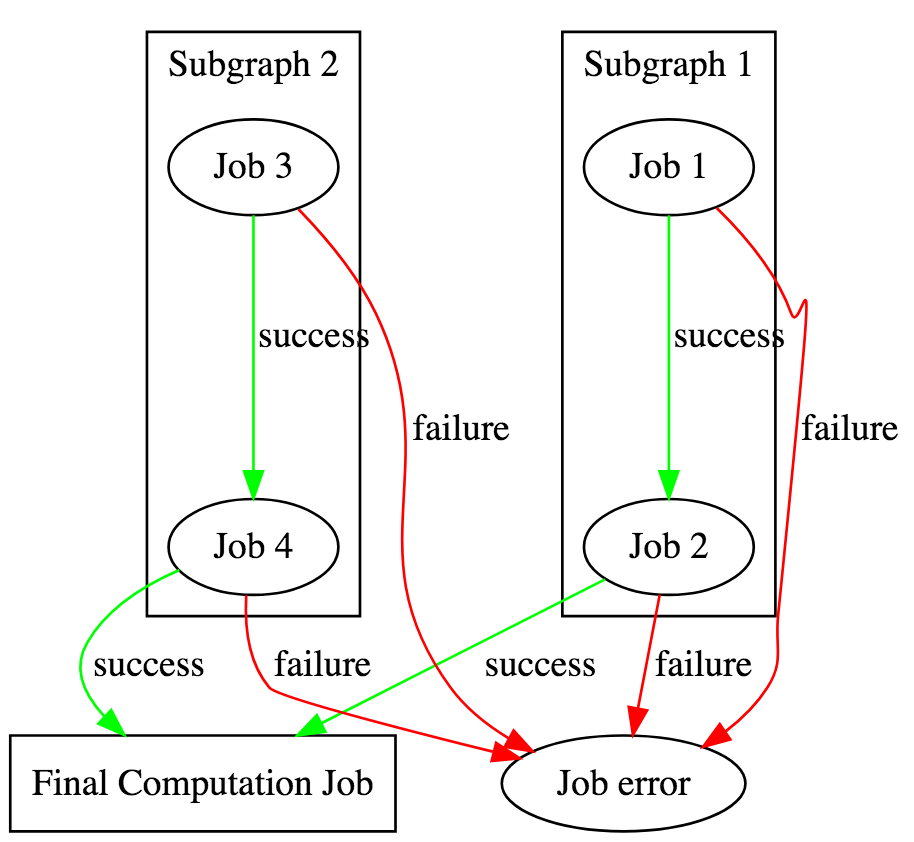 Subgraph 2
Subgraph 1
Job 3
Job 1
success
success
failure
failure
Job 4
Job 2
success
failure
success
failure
Final Computation Job
Job error